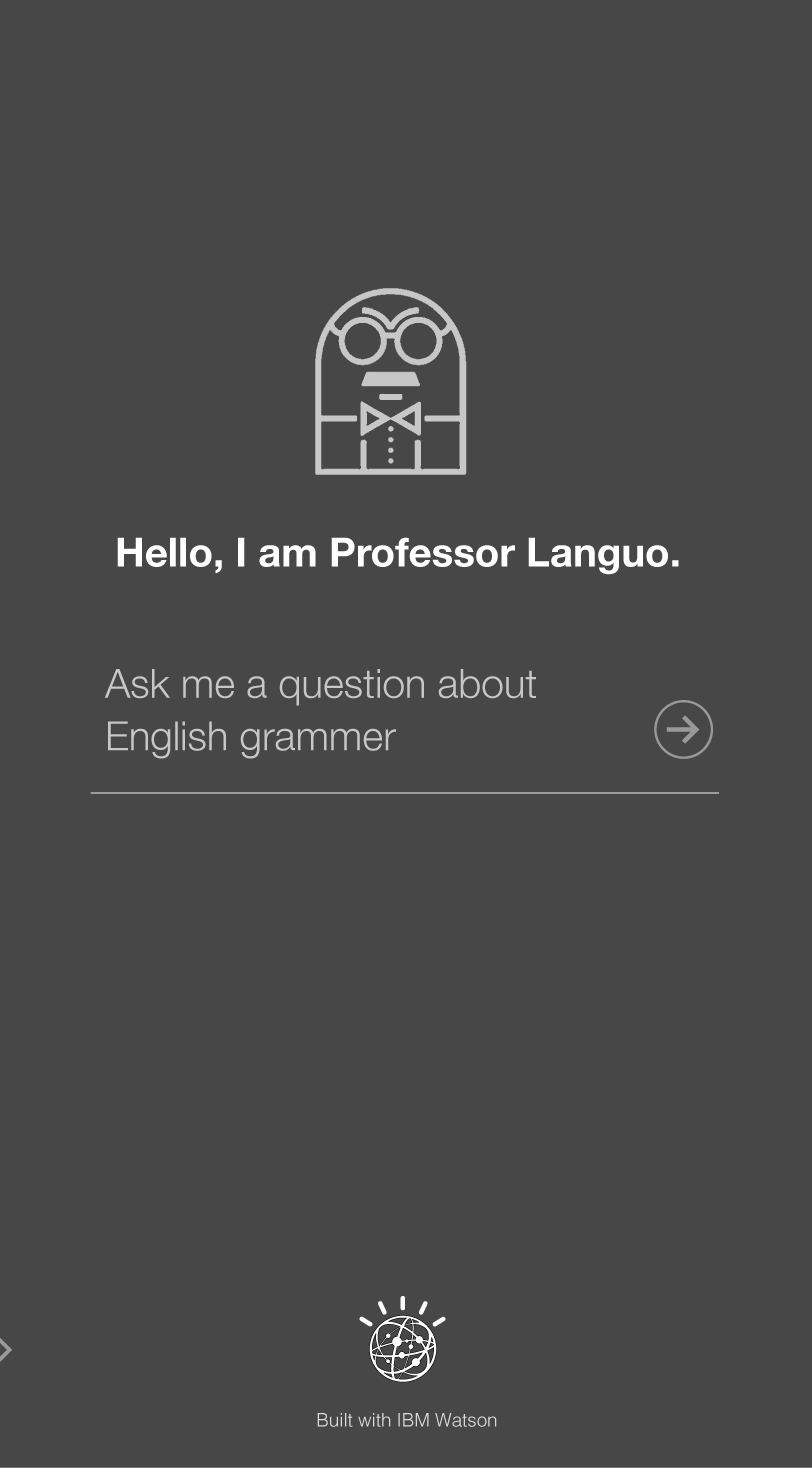 Hello, I am Professor Languo.
Ask me a question about
English grammer
Built with IBM Watson